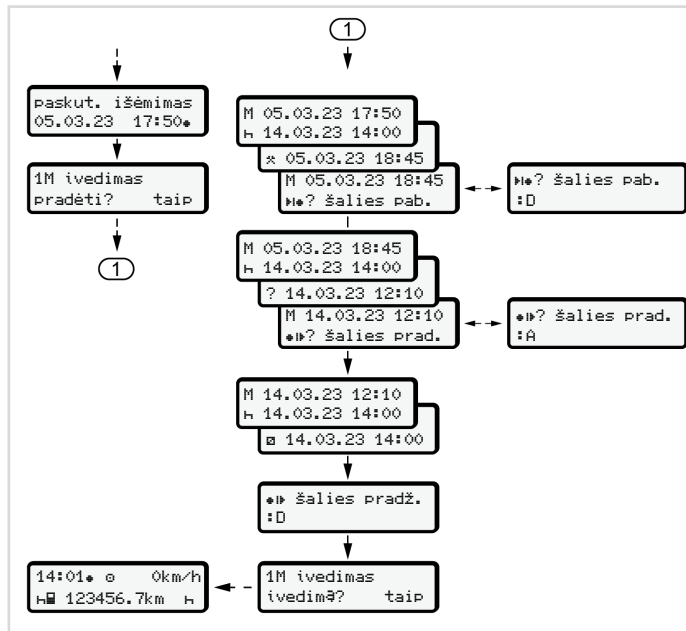 1
paskut. išėmimas
05.03.23 17:50
1M ivedimas
pradėti? taip
1
M 05.03.23 17:50
14.03.23 14:00
05.03.23 18:45
M 05.03.23 18:45
? šalies pab.
? šalies pab.
:D
M 05.03.23 18:45
14.03.23 14:00
? 14.03.23 12:10
M 14.03.23 12:10
? šalies prad.
? šalies prad.
:A
M 14.03.23 12:10
14.03.23 14:00
14.03.23 14:00
šalies pradž.
:D
1M ivedimas
ivedimą? taip
14:01 0km/h
123456.7km